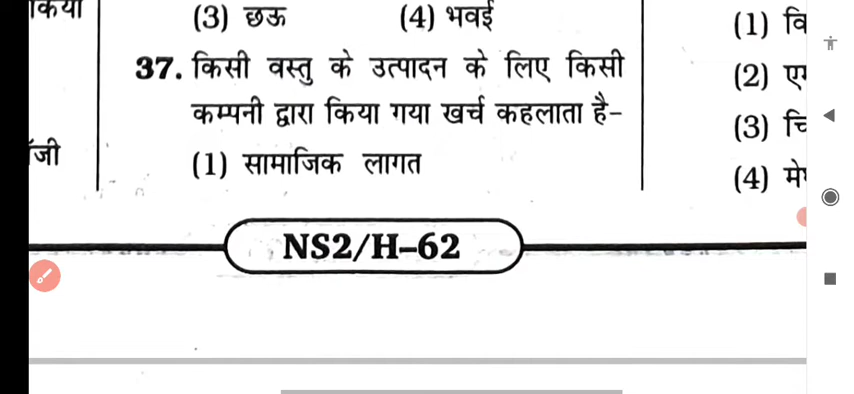 (3) छऊ
(4) भवई
37. किसी वस्तु के उत्पादन के लिए किसी
कम्पनी द्वारा किया गया खर्च कहलाता है–
(1) सामाजिक लागत
NS2/H–62
(1)
(2)
(3)
(4)